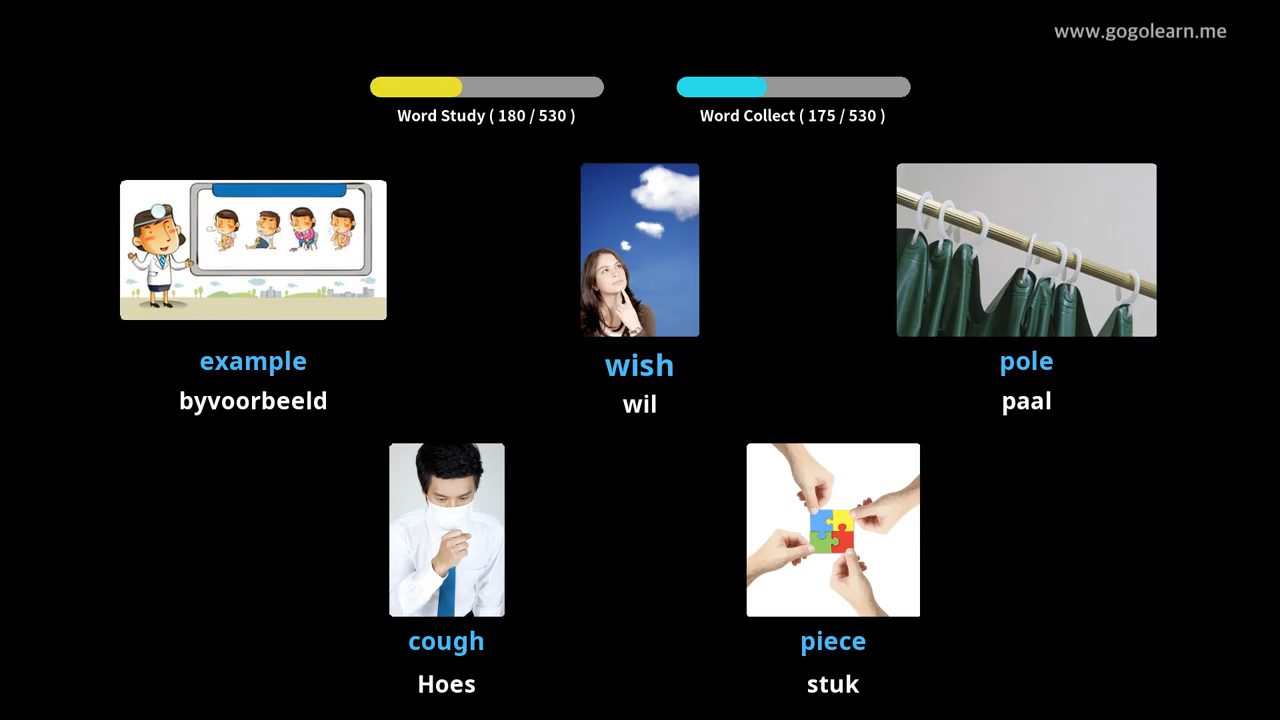 www.gogolearn.me
Word Study ( 180 / 530 )
Word Collect ( 175 / 530 )
example
byvoorbeeld
wish
wil
pole
paal
cough
Hoes
piece
stuk